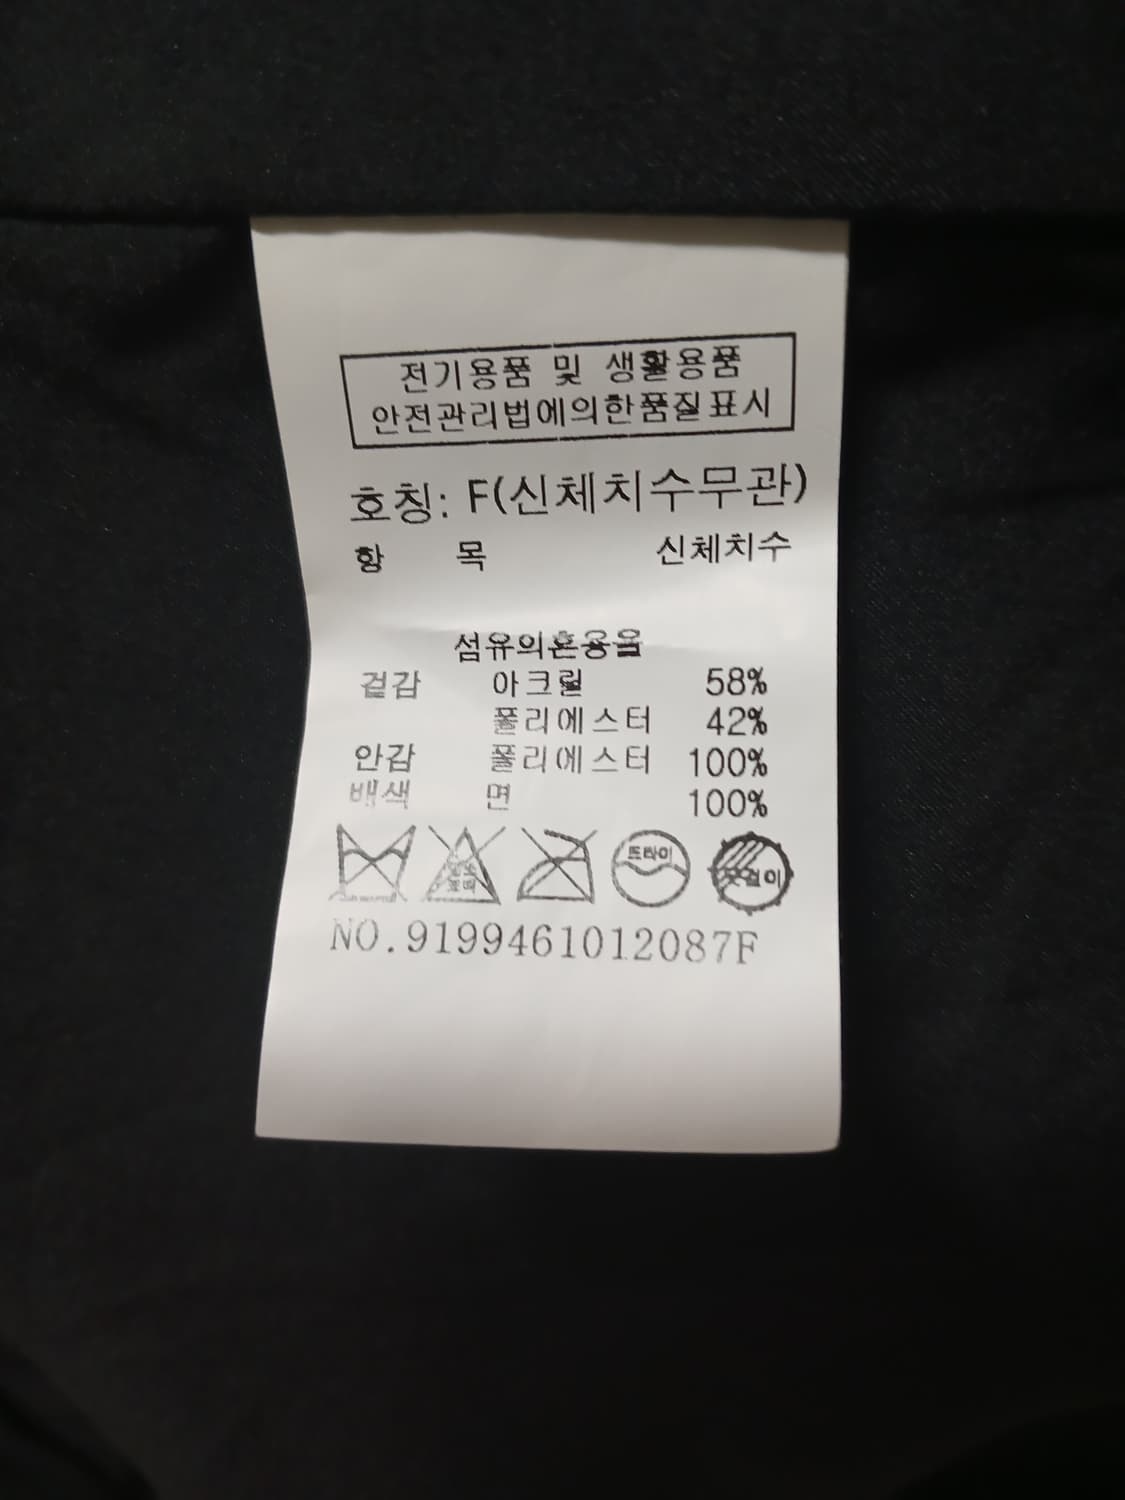 전기용품 및 생활용품
안전관리법에의한품질표시
호칭: F(신체치수무관)
항 목 신체치수
섬유의혼용율
겉감 아크릴 58%
폴리에스터 42%
안감 폴리에스터 100%
배색 면 100%
드라이 옷걸이
NO.9199461012087F